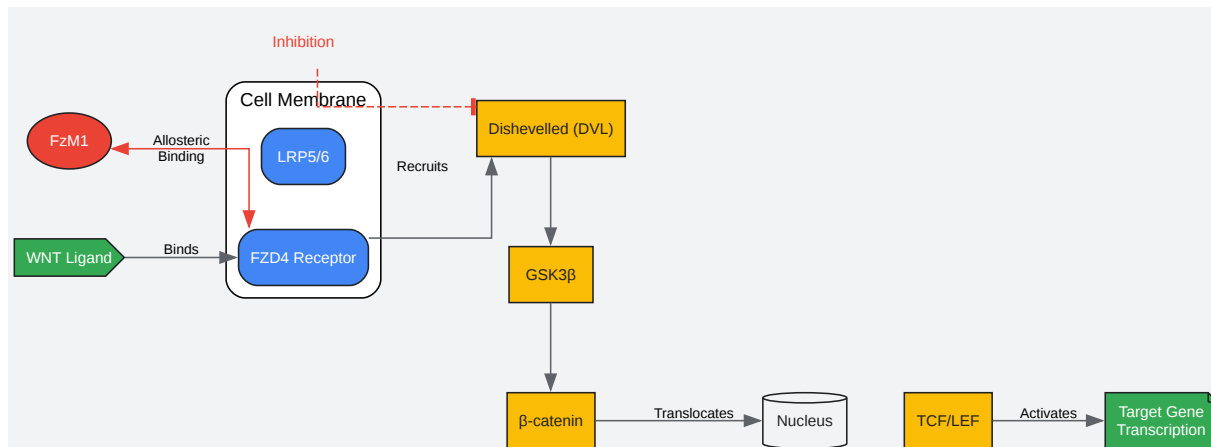 Inhibition
Cell Membrane
FzM1
Allosteric
Binding
LRP5/6
Dishevelled (DVL)
Recruits
WNT Ligand
Binds
FZD4 Receptor
GSK3β
β-catenin
Translocates
Nucleus
TCF/LEF
Activates
Target Gene
Transcription